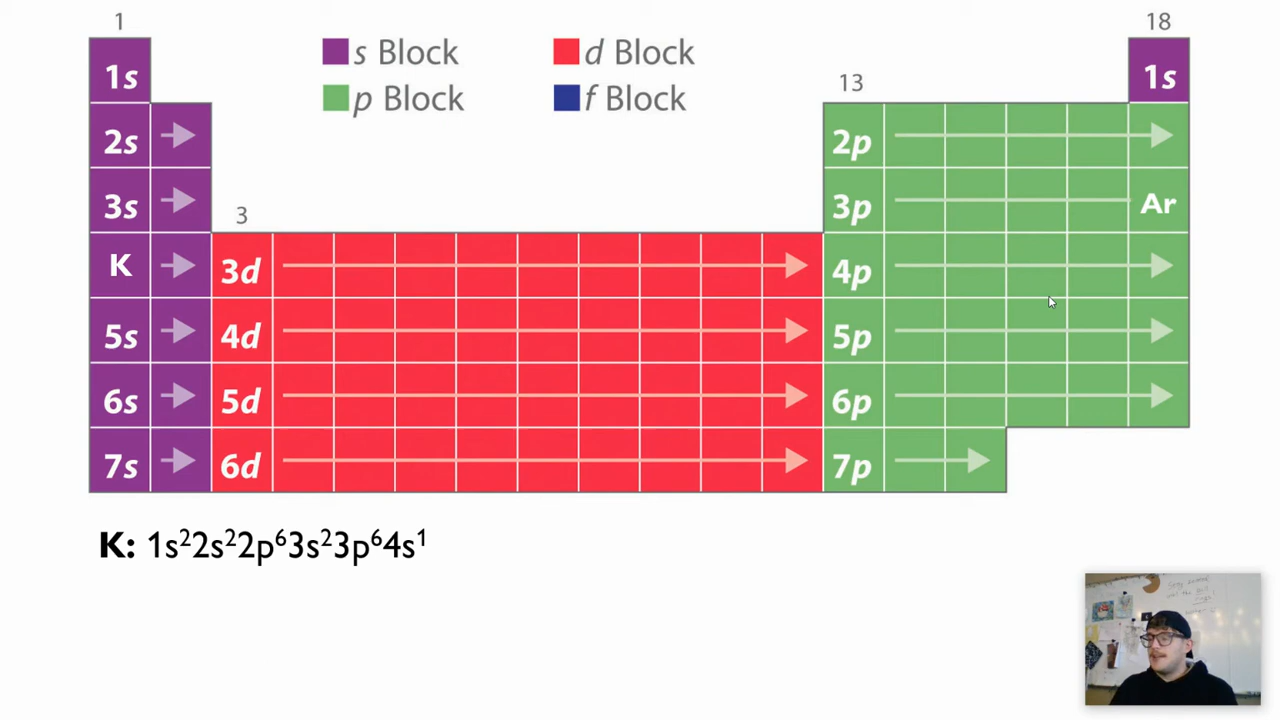 1
18
s Block
d Block
p Block
f Block
13
3
1s
1s
2s
2p
3s
3p
Ar
K
3d
4p
5s
4d
5p
6s
5d
6p
7s
6d
7p
K: 1s²2s²2p⁶3s²3p⁶4s¹